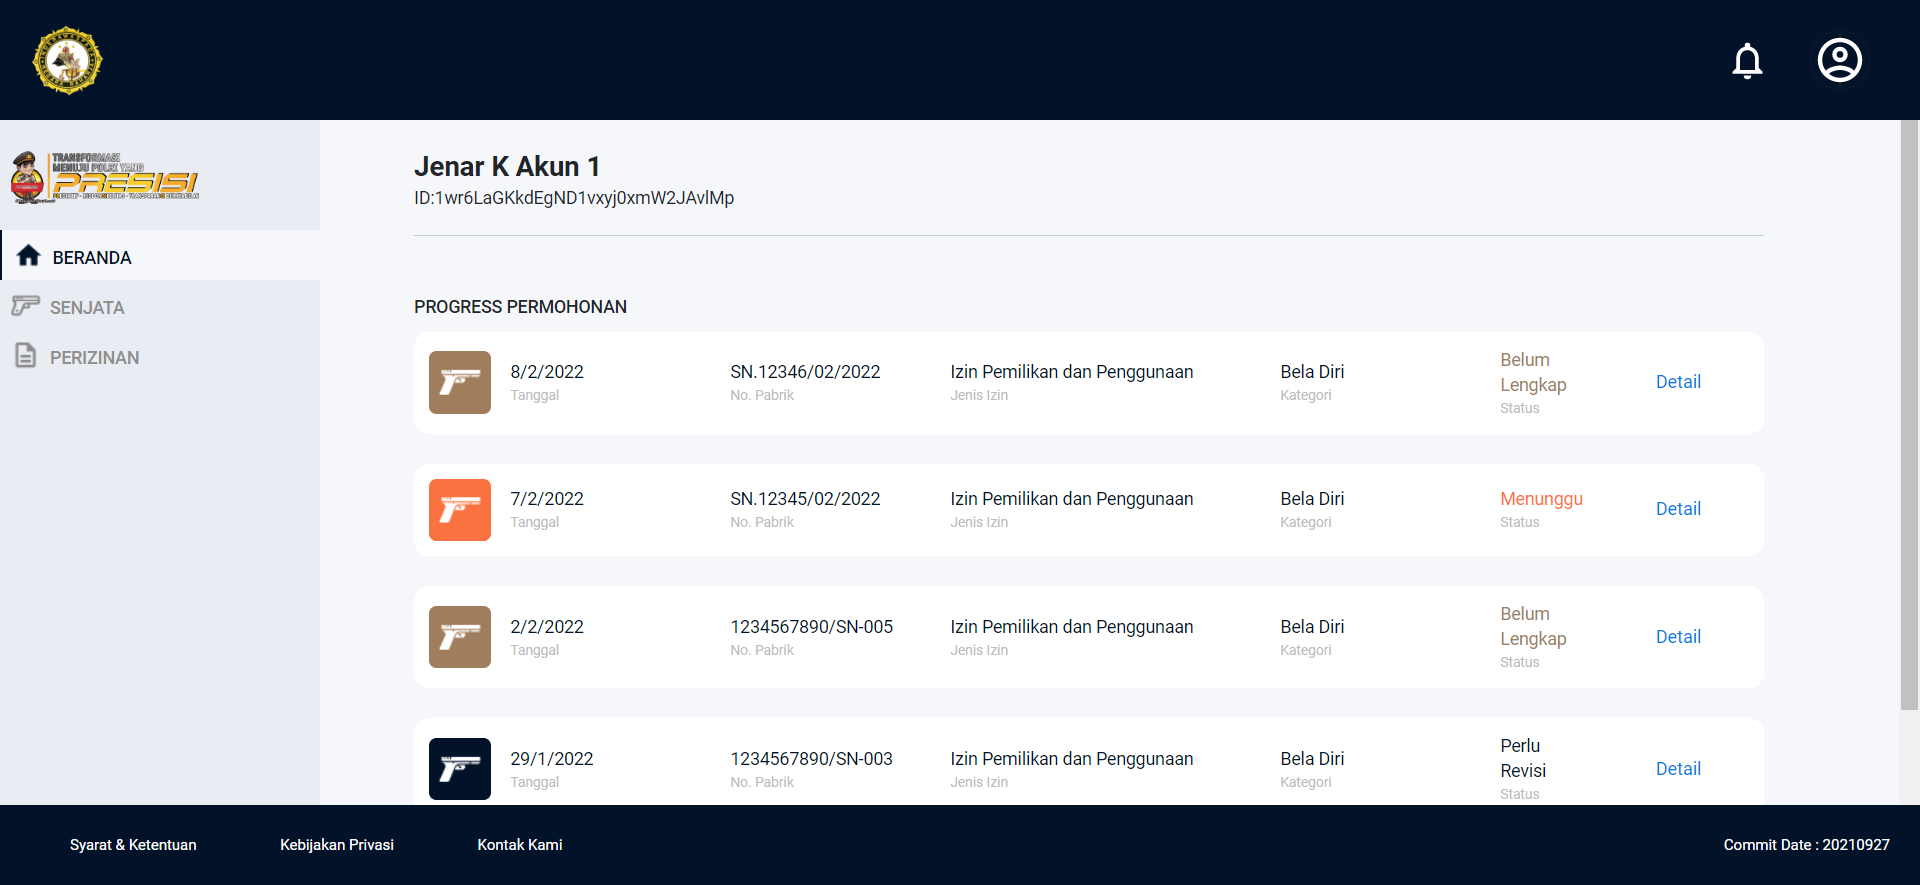 TRANSFORMASI
MENUJU POLRI YANG
PRESISI
Jenar K Akun 1
ID:1wr6LaGKkdEgND1vxyj0xmW2JAvlMp
BERANDA
SENJATA
PERIZINAN
PROGRESS PERMOHONAN
8/2/2022 SN.12346/02/2022 Izin Pemilikan dan Penggunaan Bela Diri Belum Lengkap Detail
Tanggal No. Pabrik Jenis Izin Kategori Status
7/2/2022 SN.12345/02/2022 Izin Pemilikan dan Penggunaan Bela Diri Menunggu Detail
Tanggal No. Pabrik Jenis Izin Kategori Status
2/2/2022 1234567890/SN-005 Izin Pemilikan dan Penggunaan Bela Diri Belum Lengkap Detail
Tanggal No. Pabrik Jenis Izin Kategori Status
29/1/2022 1234567890/SN-003 Izin Pemilikan dan Penggunaan Bela Diri Perlu Revisi Detail
Tanggal No. Pabrik Jenis Izin Kategori Status
Syarat & Ketentuan Kebijakan Privasi Kontak Kami Commit Date : 20210927